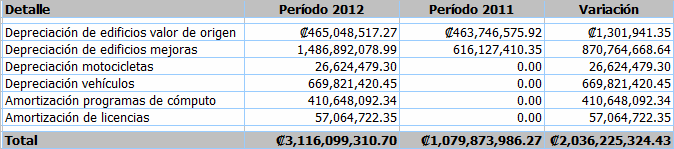 Detalle Período 2012 Período 2011 Variación
Depreciación de edificios valor de origen ₡465,048,517.27 ₡463,746,575.92 ₡1,301,941.35
Depreciación de edificios mejoras 1,486,892,078.99 616,127,410.35 870,764,668.64
Depreciación motocicletas 26,624,479.30 0.00 26,624,479.30
Depreciación vehículos 669,821,420.45 0.00 669,821,420.45
Amortización programas de cómputo 410,648,092.34 0.00 410,648,092.34
Amortización de licencias 57,064,722.35 0.00 57,064,722.35
Total ₡3,116,099,310.70 ₡1,079,873,986.27 ₡2,036,225,324.43